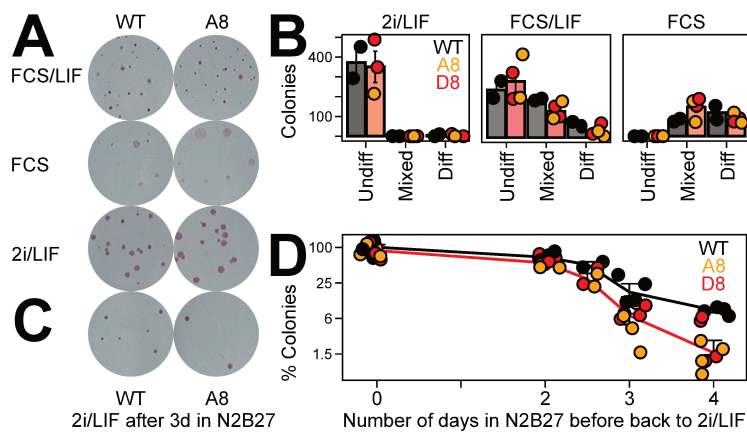 A
WT A8
FCS/LIF
FCS
2i/LIF
C
WT A8
2i/LIF after 3d in N2B27
B
2i/LIF FCS/LIF FCS
Colonies
400
100
WT
A8
D8
Undiff Mixed Diff Undiff Mixed Diff Undiff Mixed Diff
D
% Colonies
100
25
6
1.5
WT
A8
D8
0 2 3 4
Number of days in N2B27 before back to 2i/LIF